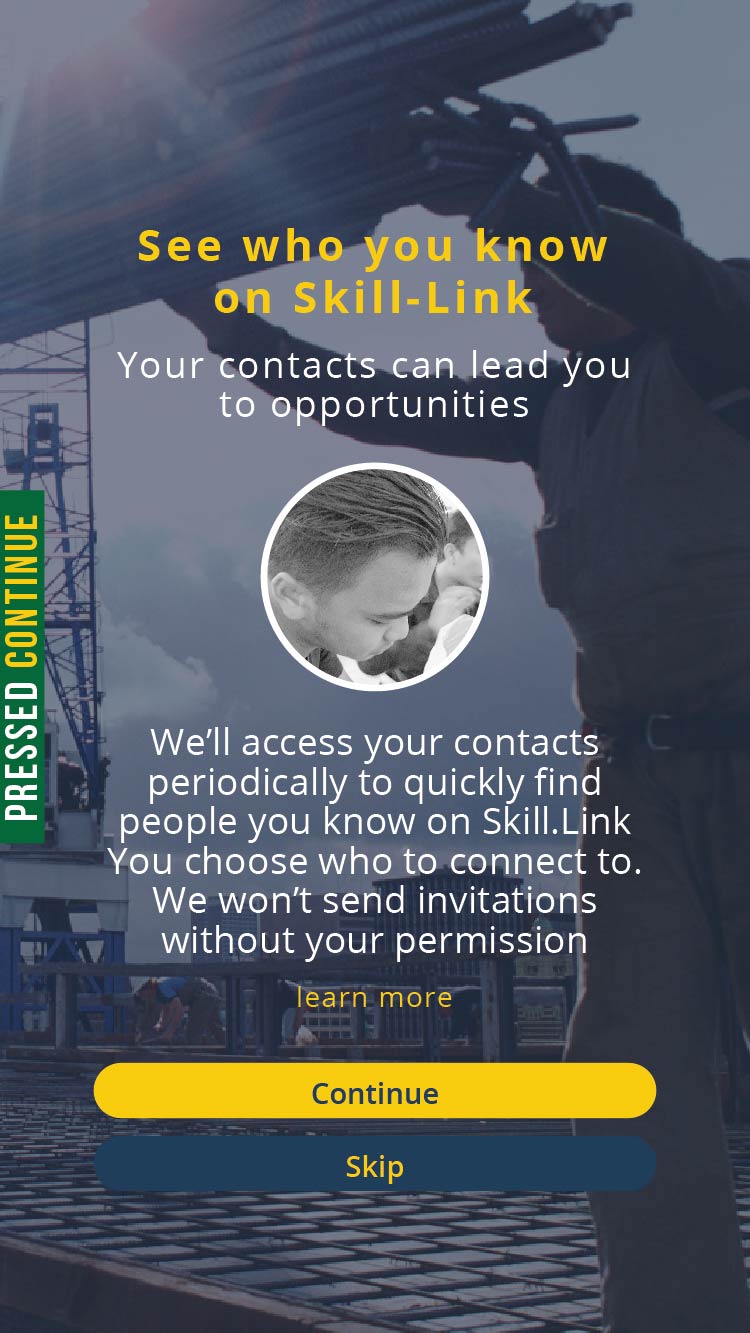 See who you know
on Skill-Link
Your contacts can lead you
to opportunities
PRESSED CONTINUE
We’ll access your contacts
periodically to quickly find
people you know on Skill.Link
You choose who to connect to.
We won’t send invitations
without your permission
learn more
Continue
Skip